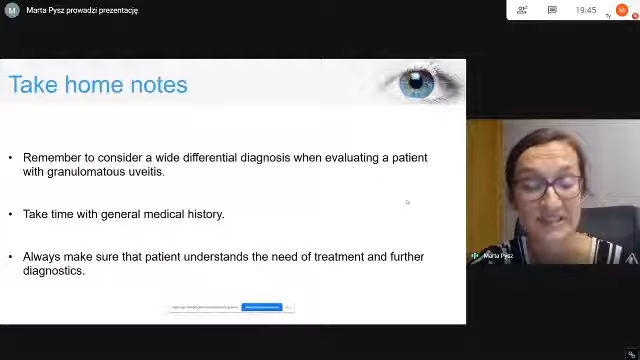 M
Marta Pysz prowadzi prezentację
19:45
Ty
M
Take home notes
• Remember to consider a wide differential diagnosis when evaluating a patient
with granulomatous uveitis.
• Take time with general medical history.
• Always make sure that patient understands the need of treatment and further
diagnostics.
Marta Pysz